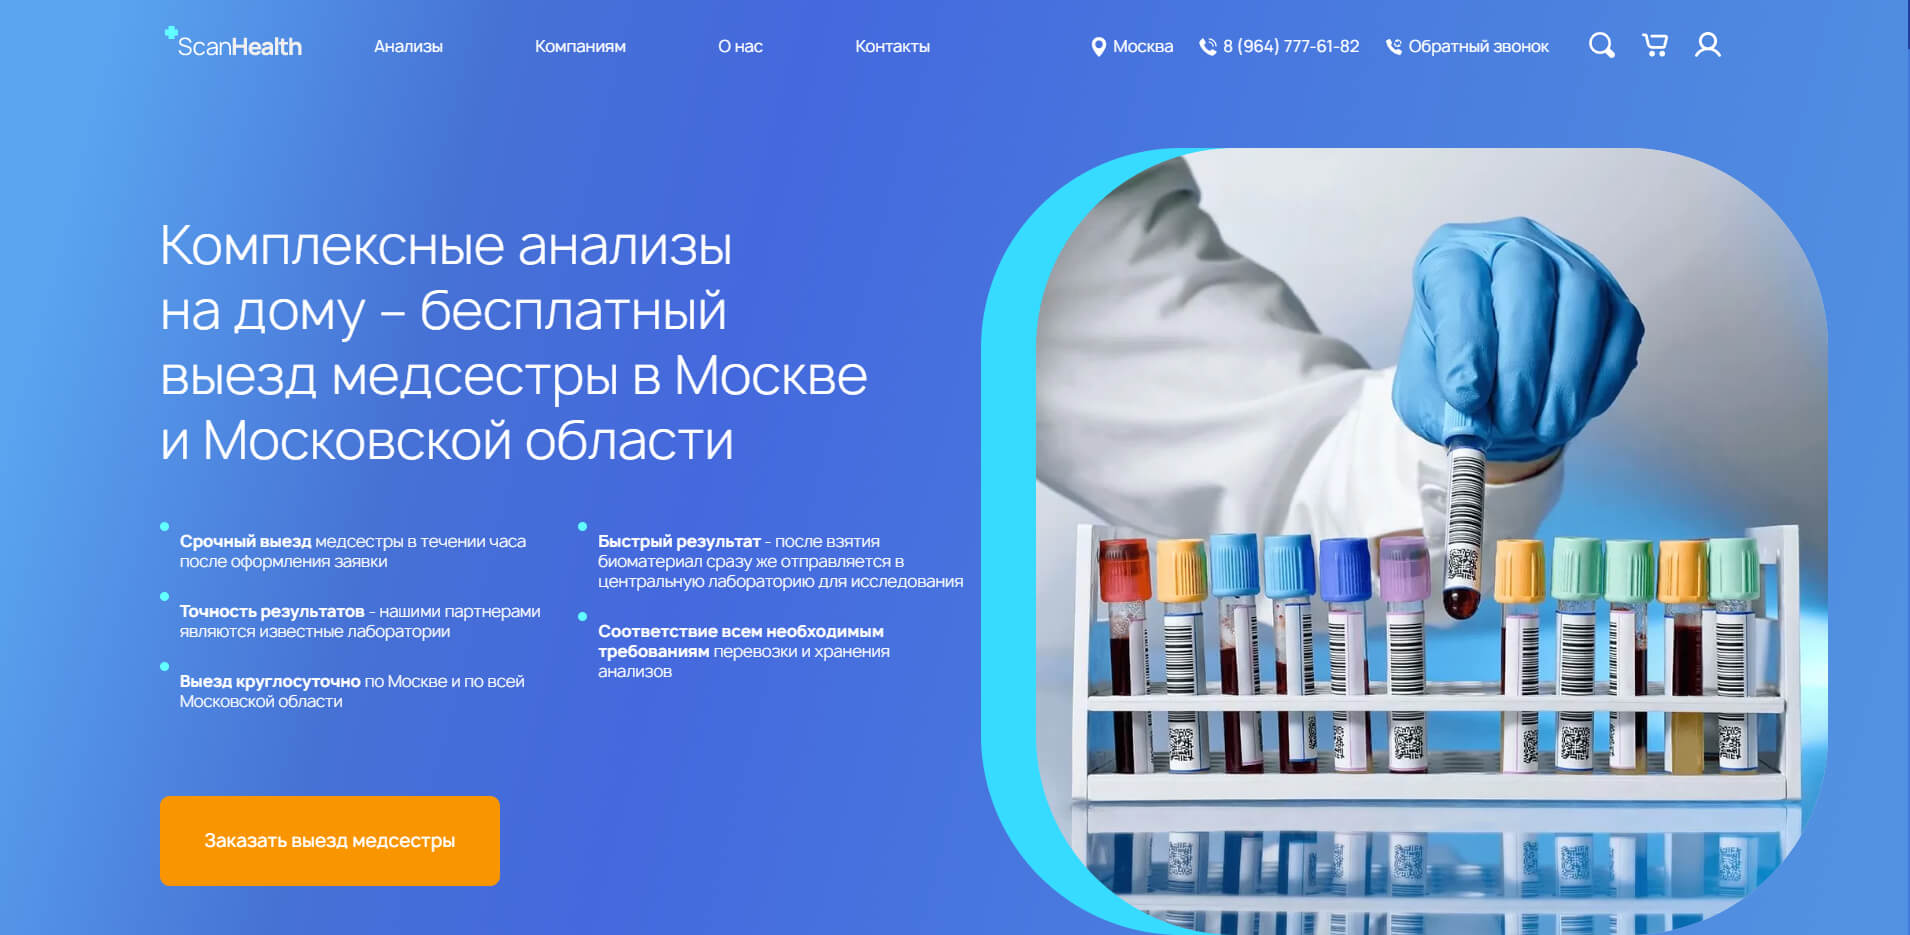 ScanHealth
Анализы
Компаниям
О нас
Контакты
Москва
8 (964) 777-61-82
Обратный звонок
Комплексные анализы
на дому – бесплатный
выезд медсестры в Москве
и Московской области
Срочный выезд медсестры в течении часа
после оформления заявки
Точность результатов - нашими партнерами
являются известные лаборатории
Выезд круглосуточно по Москве и по всей
Московской области
Быстрый результат - после взятия
биоматериал сразу же отправляется в
центральную лабораторию для исследования
Соответствие всем необходимым
требованиям перевозки и хранения
анализов
Заказать выезд медсестры